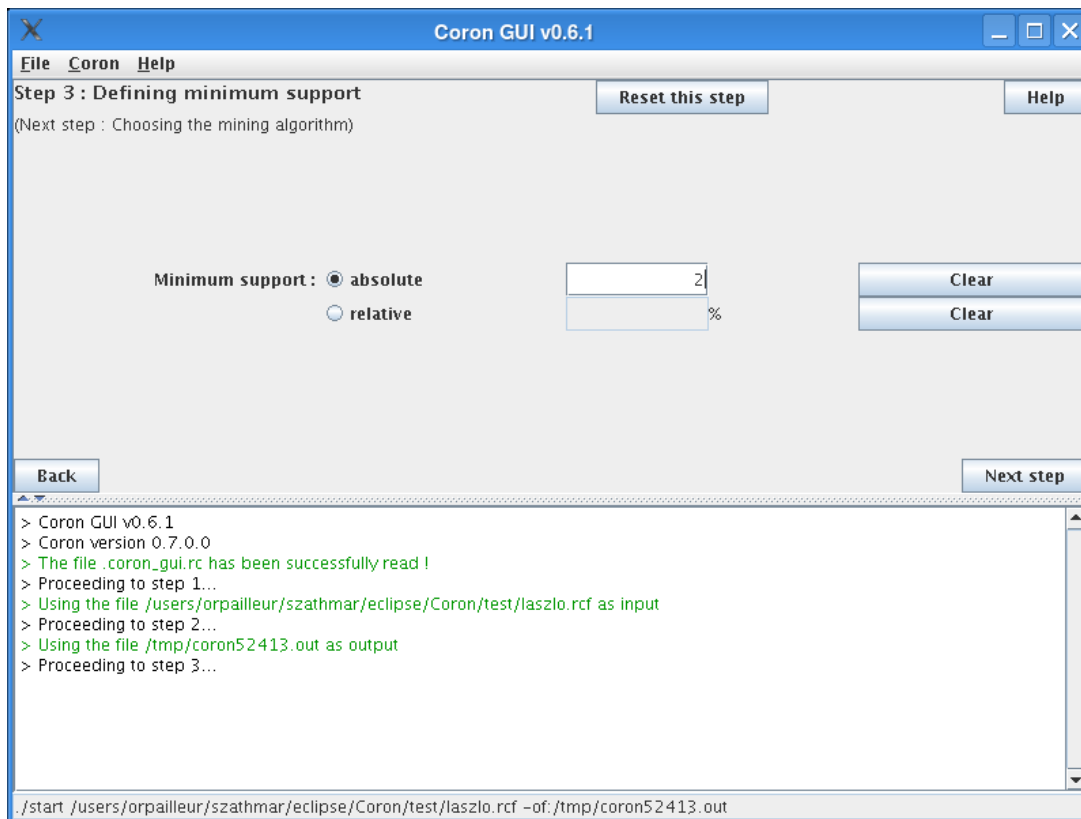 Coron GUI v0.6.1
File Coron Help
Step 3 : Defining minimum support
Reset this step
Help
(Next step : Choosing the mining algorithm)
Minimum support : absolute 2 Clear
relative % Clear
Back
Next step
> Coron GUI v0.6.1
> Coron version 0.7.0.0
> The file .coron_gui.rc has been successfully read !
> Proceeding to step 1...
> Using the file /users/orpailleur/szathmar/eclipse/Coron/test/laszlo.rcf as input
> Proceeding to step 2...
> Using the file /tmp/coron52413.out as output
> Proceeding to step 3...
./start /users/orpailleur/szathmar/eclipse/Coron/test/laszlo.rcf -of:/tmp/coron52413.out